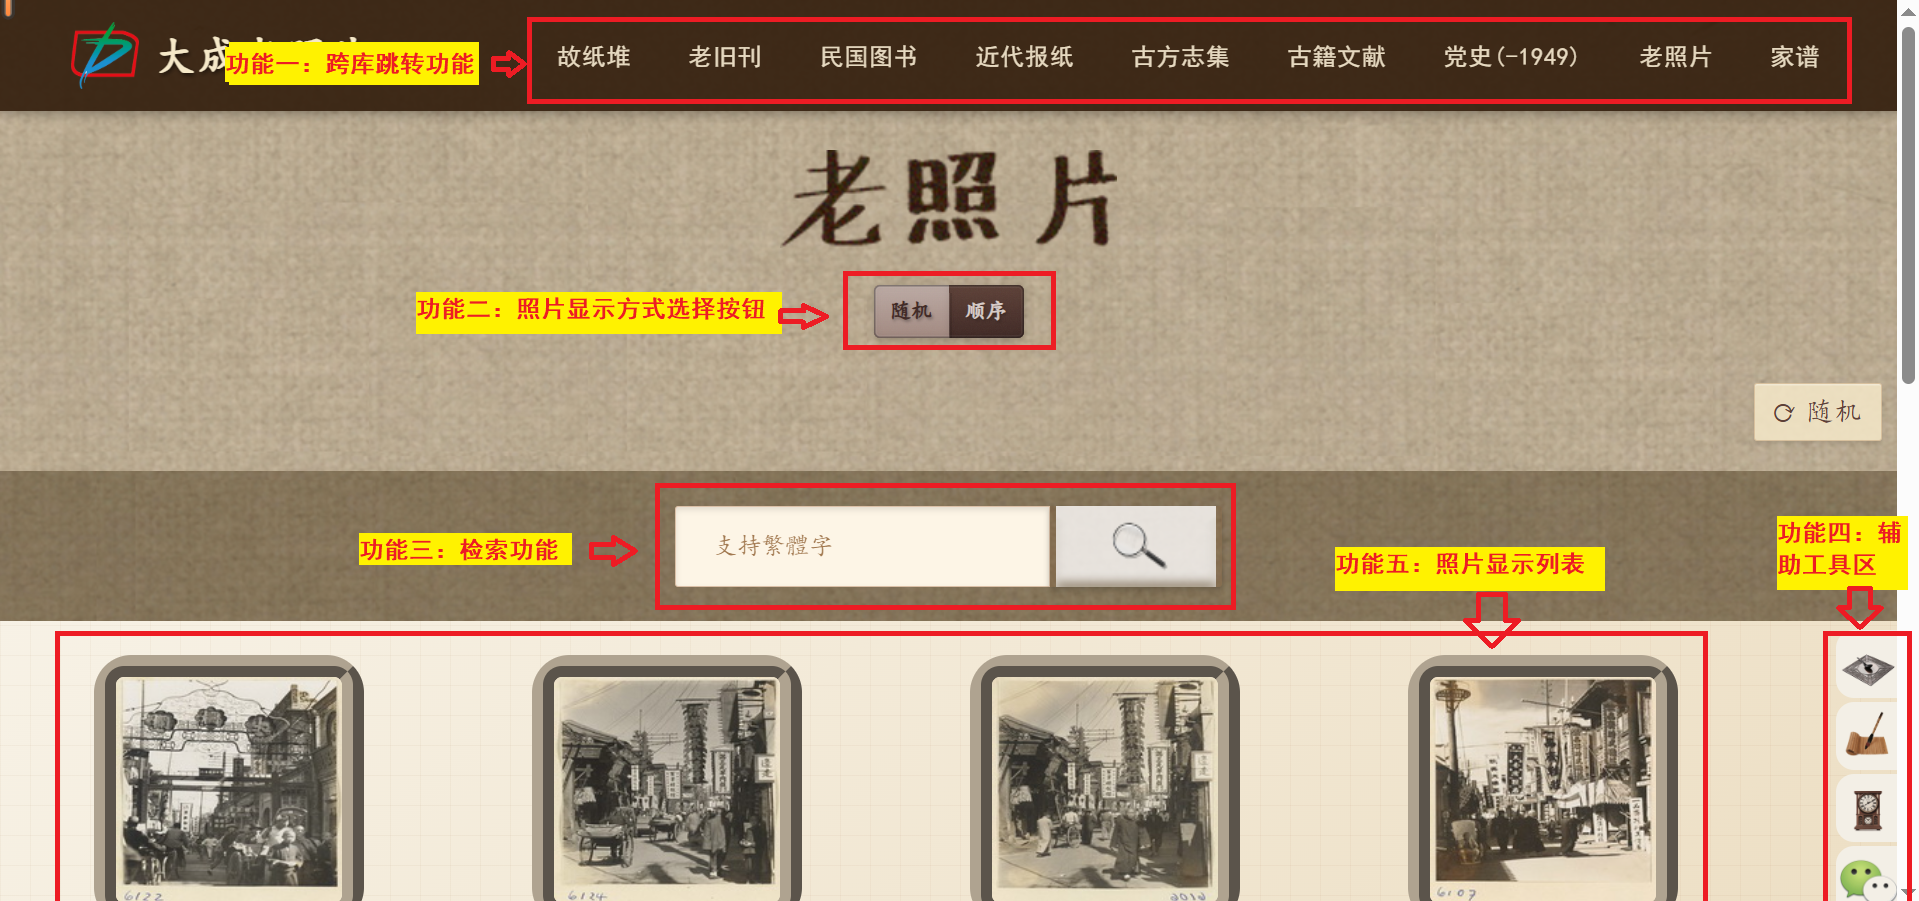 大成老照片
功能一：跨库跳转功能
故纸堆 老旧刊 民国图书 近代报纸 古方志集 古籍文献 党史(-1949) 老照片 家谱
老照片
功能二：照片显示方式选择按钮
随机 顺序
随机
功能三：检索功能
支持繁體字
功能四：辅
助工具区
功能五：照片显示列表
6122
6134
6107